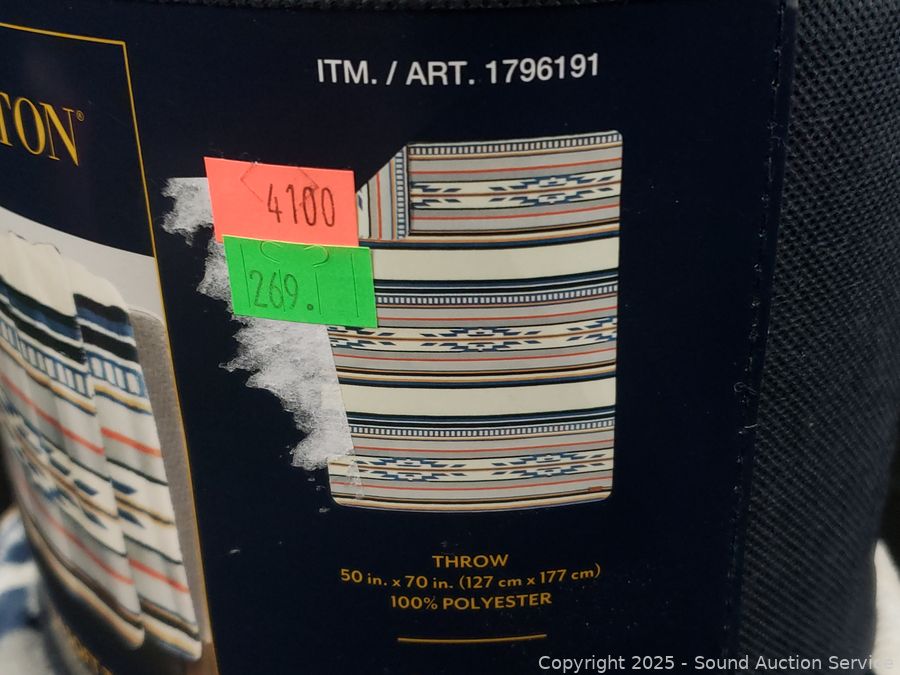 ITM. / ART. 1796191
TON®
4100
269.
THROW
50 in. x 70 in. (127 cm x 177 cm)
100% POLYESTER
Copyright 2025 - Sound Auction Service